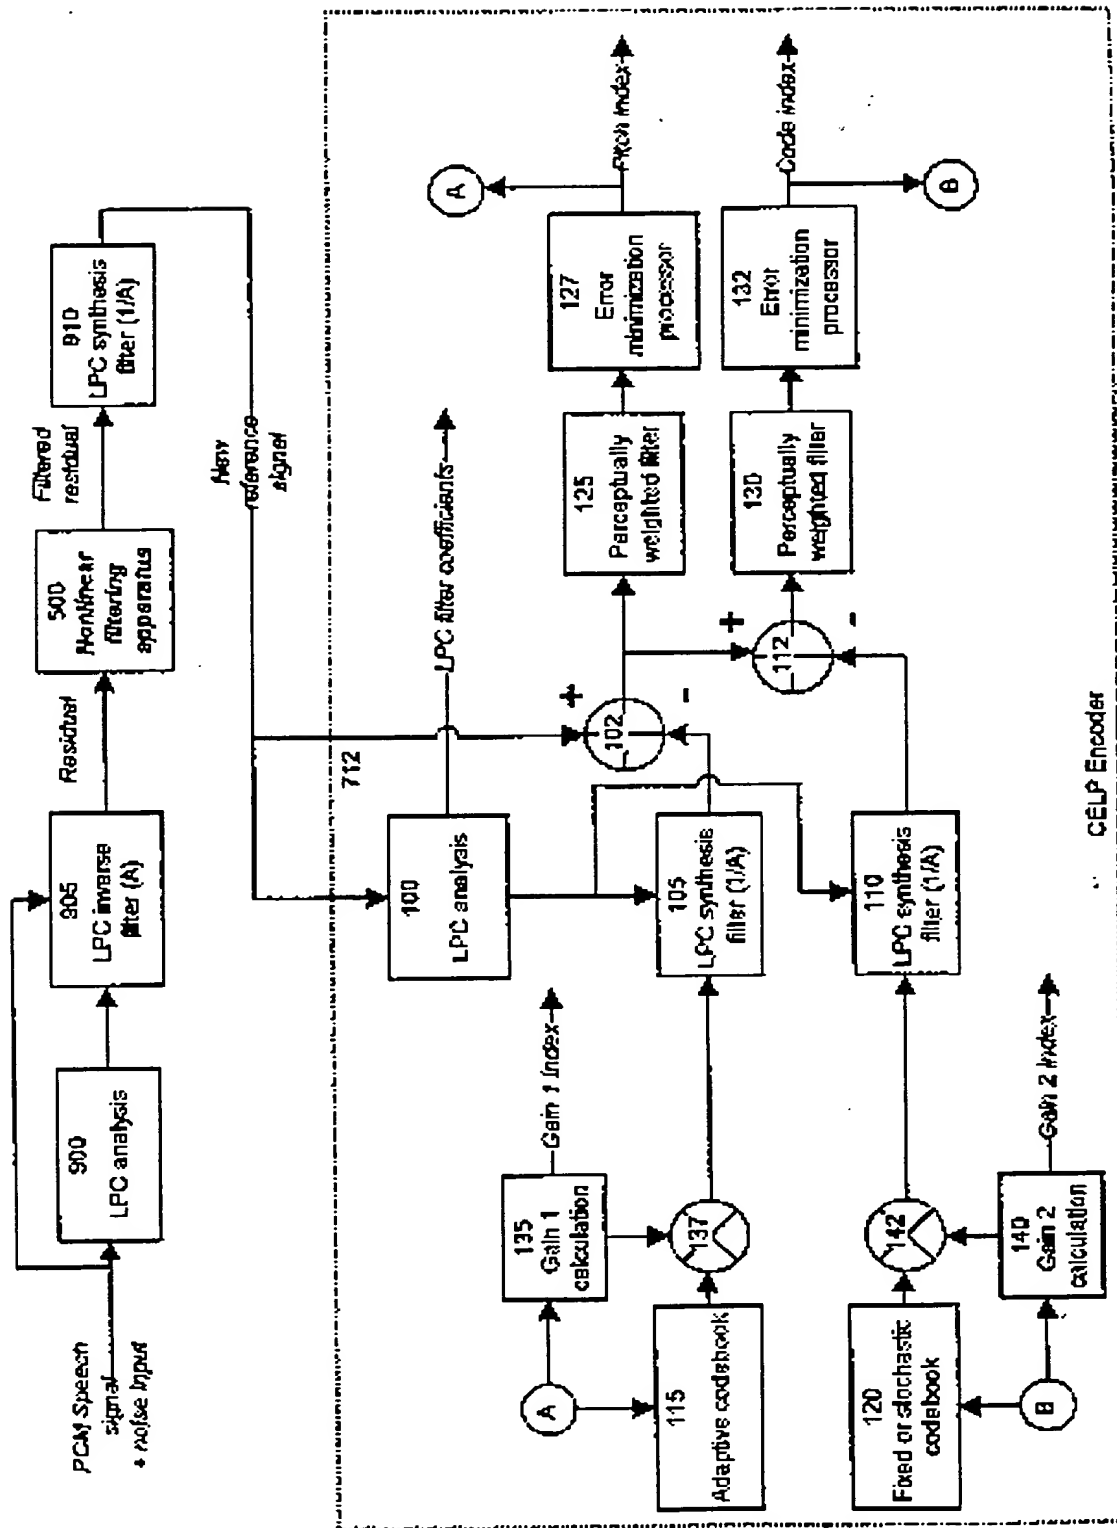 PCM Speech
signal
+ noise input
900
LPC analysis
905
LPC inverse
filter (A)
Residual
500
Nonlinear
filtering
apparatus
Filtered
residual
910
LPC synthesis
filter (1/A)
New
reference
signal
712
100
LPC analysis
LPC filter coefficients
A
135
Gain 1
calculation
Gain 1 Index
115
Adaptive codebook
137
105
LPC synthesis
filter (1/A)
102
+
-
125
Perceptually
weighted filter
127
Error
minimization
processor
A
Pitch Index
120
Fixed or stochastic
codebook
142
B
140
Gain 2
calculation
Gain 2 Index
110
LPC synthesis
filter (1/A)
112
+
-
130
Perceptually
weighted filter
132
Error
minimization
processor
Code index
B
CELP Encoder